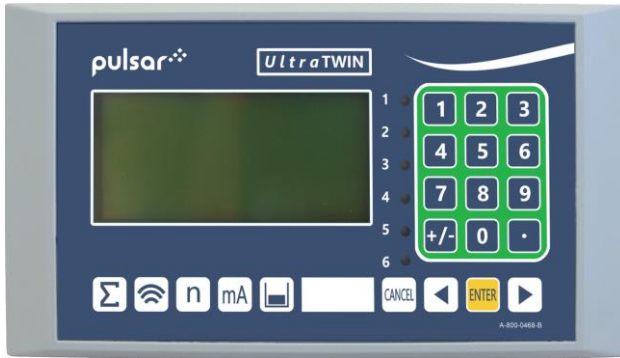 pulsar
UltraTWIN
1
2
3
4
5
6
1 2 3
4 5 6
7 8 9
+/- 0 .
Σ n mA CANCEL ENTER
A-800-0466-B